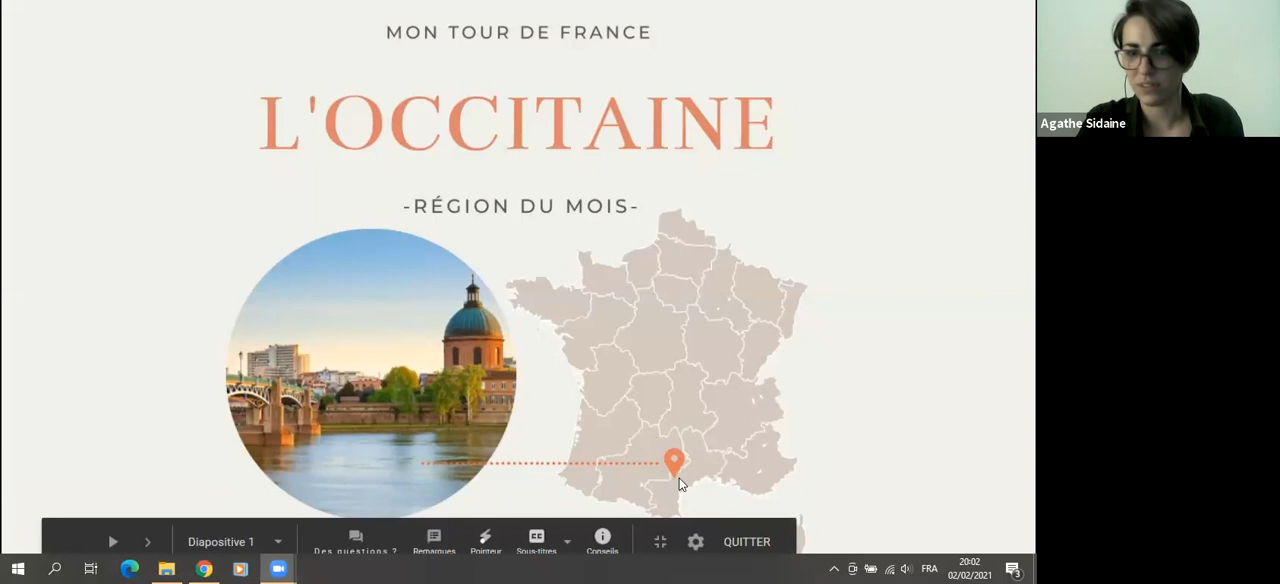 MON TOUR DE FRANCE
L'OCCITAINE
-RÉGION DU MOIS-
Agathe Sidaine
Diapositive 1
Des questions ?
Remarques
Pointeur
Sous-titres
Conseils
QUITTER
FRA
20:02
02/02/2021
3